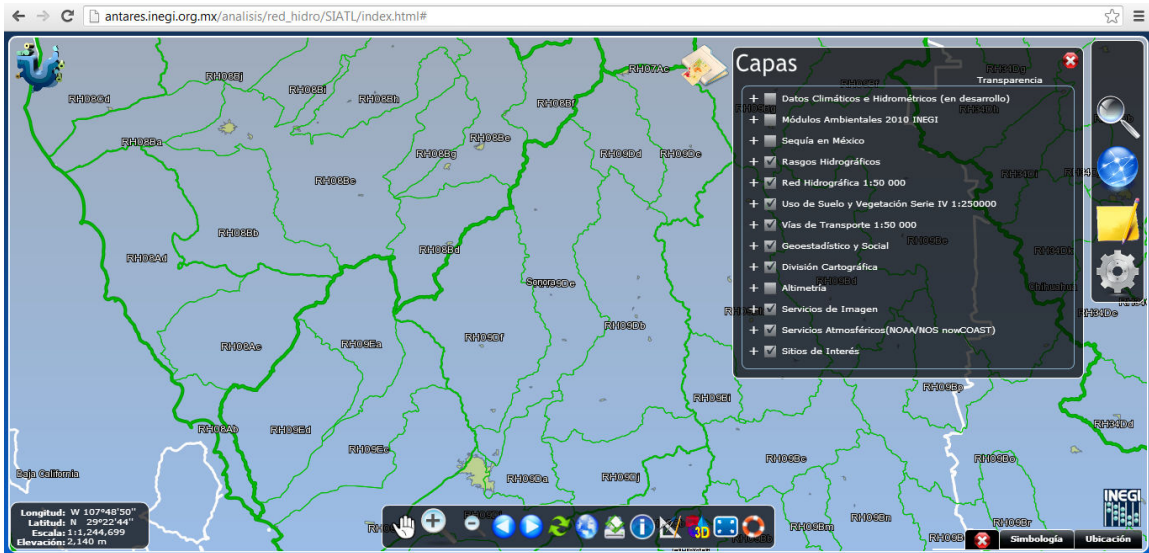 antares.inegi.org.mx/analisis/red_hidro/SIATL/index.html#
Capas
Transparencia
Datos Climáticos e Hidrométricos (en desarrollo)
Módulos Ambientales 2010 INEGI
Sequía en México
Rasgos Hidrográficos
Red Hidrográfica 1:50 000
Uso de Suelo y Vegetación Serie IV 1:250000
Vías de Transporte 1:50 000
Geoestadístico y Social
División Cartográfica
Altimetría
Servicios de Imagen
Servicios Atmosféricos(NOAA/NOS nowCOAST)
Sitios de Interés
RH08Bj
RH07Ac
RH08Bi
RH08Bh
RH08Bf
RH08Ba
RH08Be
RH08Bg
RH09Dd
RH08Bc
RH08Bb
RH08Bd
RH08Ad
Sonora
RH09Db
RH08Ac
RH09Ea
RH09Df
RH09Bi
RH09Bp
RH08Ab
RH09Ed
RH09Ec
RH34Dd
Baja California
RH09Da
RH09Dj
RH09Bo
RH09Bm
RH09Bn
RH09Br
Chihuahua
Longitud: W 107°48'50"
Latitud: N 29°22'44"
Escala: 1:1,244,699
Elevación: 2,140 m
3D
INEGI
Simbología
Ubicación